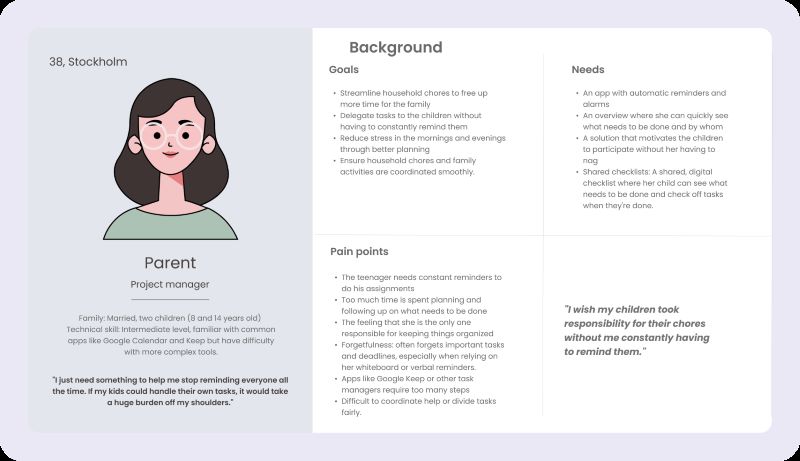 38, Stockholm
Parent
Project manager
Family: Married, two children (8 and 14 years old)
Technical skill: Intermediate level, familiar with common
apps like Google Calendar and Keep but have difficulty
with more complex tools.
"I just need something to help me stop reminding everyone all
the time. If my kids could handle their own tasks, it would take
a huge burden off my shoulders."
Background
Goals
• Streamline household chores to free up
more time for the family
• Delegate tasks to the children without
having to constantly remind them
• Reduce stress in the mornings and evenings
through better planning
• Ensure household chores and family
activities are coordinated smoothly.
Needs
• An app with automatic reminders and
alarms
• An overview where she can quickly see
what needs to be done and by whom
• A solution that motivates the children
to participate without her having to
nag
• Shared checklists: A shared, digital
checklist where her child can see what
needs to be done and check off tasks
when they're done.
Pain points
• The teenager needs constant reminders to
do his assignments
• Too much time is spent planning and
following up on what needs to be done
• The feeling that she is the only one
responsible for keeping things organized
• Forgetfulness: often forgets important tasks
and deadlines, especially when relying on
her whiteboard or verbal reminders.
• Apps like Google Keep or other task
managers require too many steps
• Difficult to coordinate help or divide tasks
fairly.
"I wish my children took
responsibility for their chores
without me constantly having
to remind them."